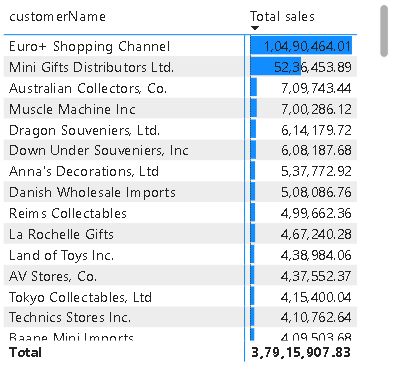 customerName Total sales
Euro+ Shopping Channel 1,04,90,464.01
Mini Gifts Distributors Ltd. 52,36,453.89
Australian Collectors, Co. 7,09,743.44
Muscle Machine Inc 7,00,286.12
Dragon Souveniers, Ltd. 6,14,179.72
Down Under Souveniers, Inc 6,08,187.68
Anna's Decorations, Ltd 5,37,772.92
Danish Wholesale Imports 5,08,086.76
Reims Collectables 4,99,662.36
La Rochelle Gifts 4,67,240.28
Land of Toys Inc. 4,38,984.06
AV Stores, Co. 4,37,552.37
Tokyo Collectables, Ltd 4,15,400.04
Technics Stores Inc. 4,10,762.64
Baane Mini Imports 4,09,503.68
Total 3,79,15,907.83